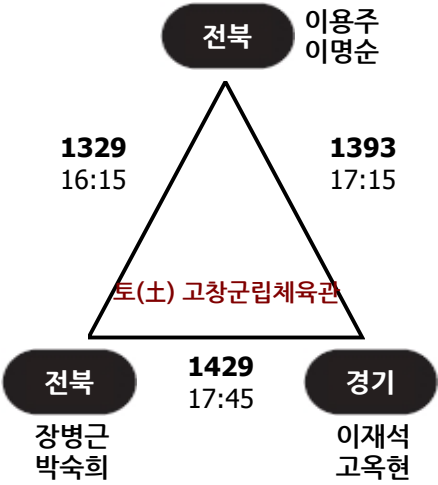 전북
이용주
이명순
1329
16:15
1393
17:15
토(土) 고창군립체육관
전북
1429
17:45
경기
장병근
박숙희
이재석
고옥현